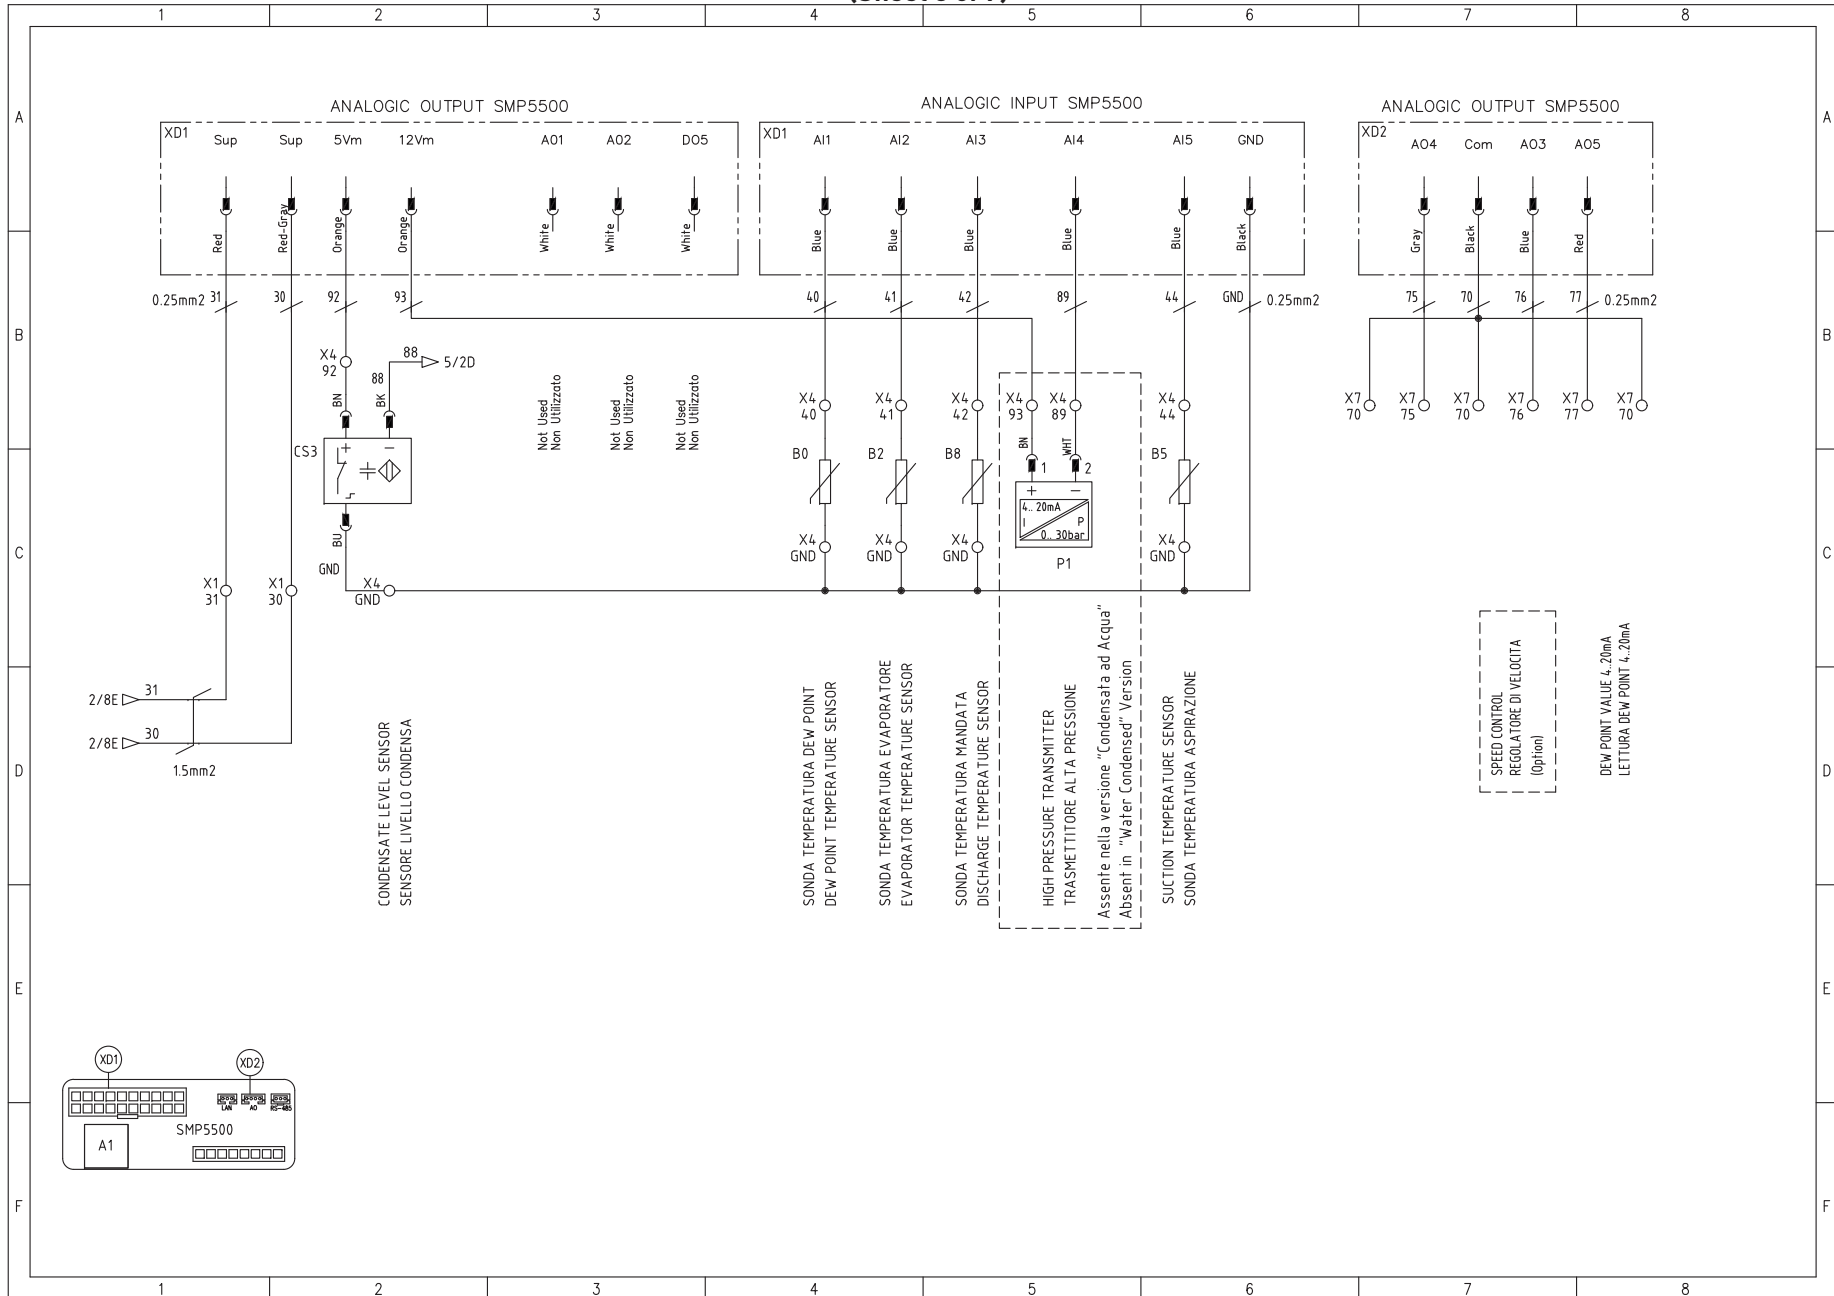 1 2 3 4 5 6 7 8
A A
ANALOGIC OUTPUT SMP5500
XD1 Sup Sup 5Vm 12Vm A01 A02 D05
Red Red-Gray Orange Orange White White White
ANALOGIC INPUT SMP5500
XD1 AI1 AI2 AI3 AI4 AI5 GND
Blue Blue Blue Blue Blue Black
ANALOGIC OUTPUT SMP5500
XD2 A04 Com A03 A05
Gray Black Blue Red
0.25mm2 31 30 92 93
40 41 42 89 44 GND 0.25mm2
75 70 76 77 0.25mm2
B B
X4
92
88
5/2D
88
BN
BK
CS3
+ −
BU
GND
X4
GND
Not Used
Non Utilizzato
Not Used
Non Utilizzato
Not Used
Non Utilizzato
X4
40
X4
41
X4
42
X4
93
X4
89
X4
44
X7
70
X7
75
X7
70
X7
76
X7
77
X7
70
B0 B2 B8 B5
BN WHT
1 2
+ −
4.. 20mA
I P
0.. 30bar
P1
X4
GND
X4
GND
X4
GND
X4
GND
C C
X1
31
X1
30
2/8E 31
2/8E 30
1.5mm2
D D
CONDENSATE LEVEL SENSOR
SENSORE LIVELLO CONDENSA
SONDA TEMPERATURA DEW POINT
DEW POINT TEMPERATURE SENSOR
SONDA TEMPERATURA EVAPORATORE
EVAPORATOR TEMPERATURE SENSOR
SONDA TEMPERATURA MANDATA
DISCHARGE TEMPERATURE SENSOR
HIGH PRESSURE TRANSMITTER
TRASMETTITORE ALTA PRESSIONE
Assente nella versione "Condensata ad Acqua"
Absent in "Water Condensed" Version
SUCTION TEMPERATURE SENSOR
SONDA TEMPERATURA ASPIRAZIONE
SPEED CONTROL
REGOLATORE DI VELOCITA
(Option)
DEW POINT VALUE 4..20mA
LETTURA DEW POINT 4..20mA
E E
XD1 XD2
LAN AO RS-485
SMP5500
A1
F F
1 2 3 4 5 6 7 8